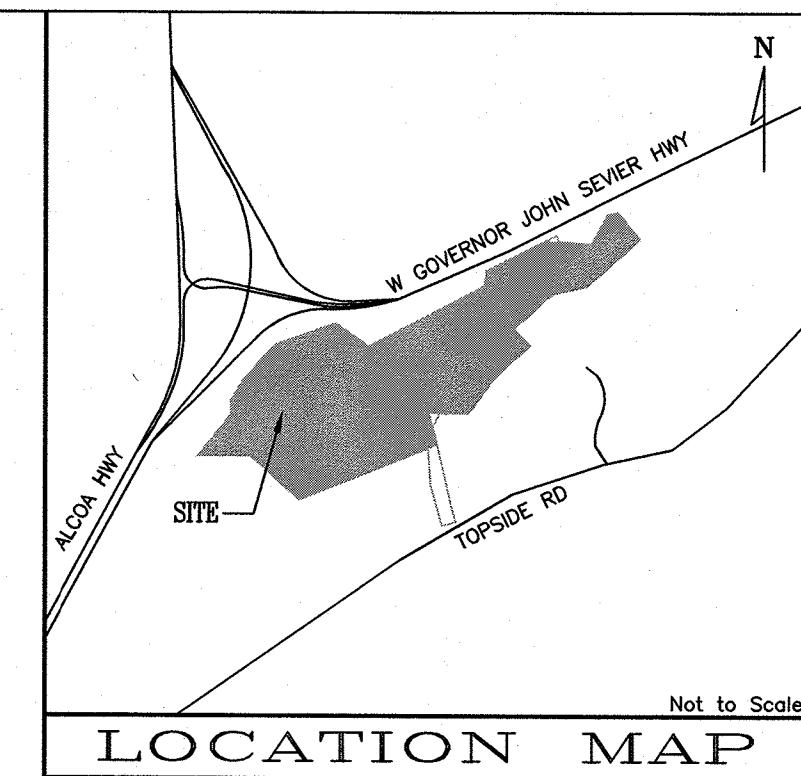 N
W GOVERNOR JOHN SEVIER HWY
ALCOA HWY
SITE
TOPSIDE RD
Not to Scale
LOCATION MAP